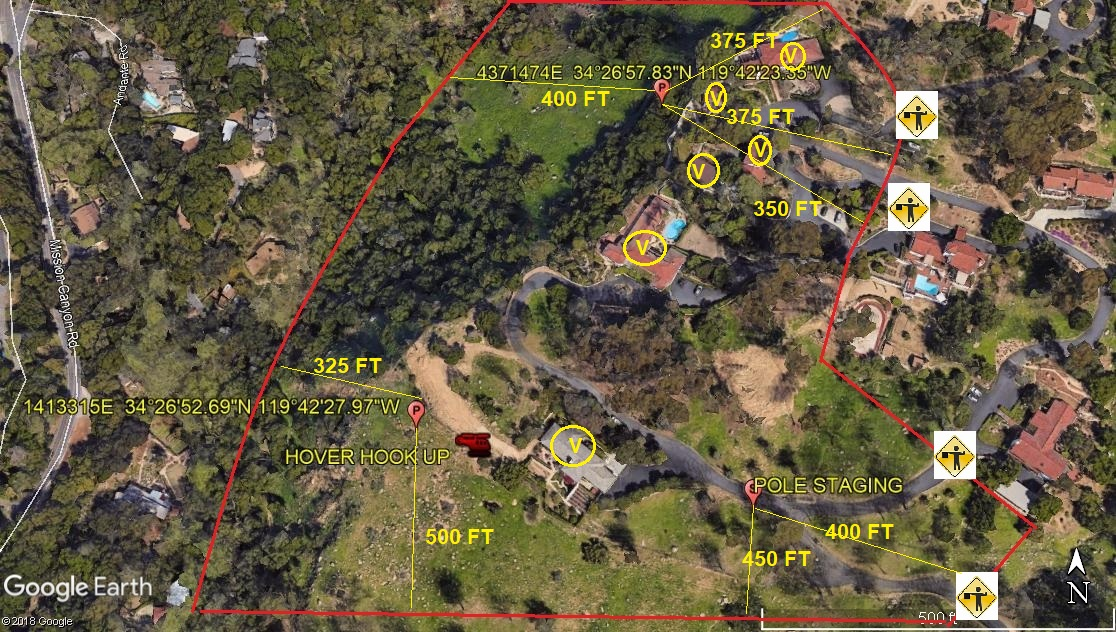 375 FT
V
4371474E 34°26'57.83"N 119°42'23.35"W
P
400 FT
V
375 FT
V
V
350 FT
V
Andante Rd
Mission Canyon Rd
325 FT
1413315E 34°26'52.69"N 119°42'27.97"W
P
HOVER HOOK UP
V
POLE STAGING
500 FT
400 FT
450 FT
Google Earth
© 2018 Google
500 ft
N